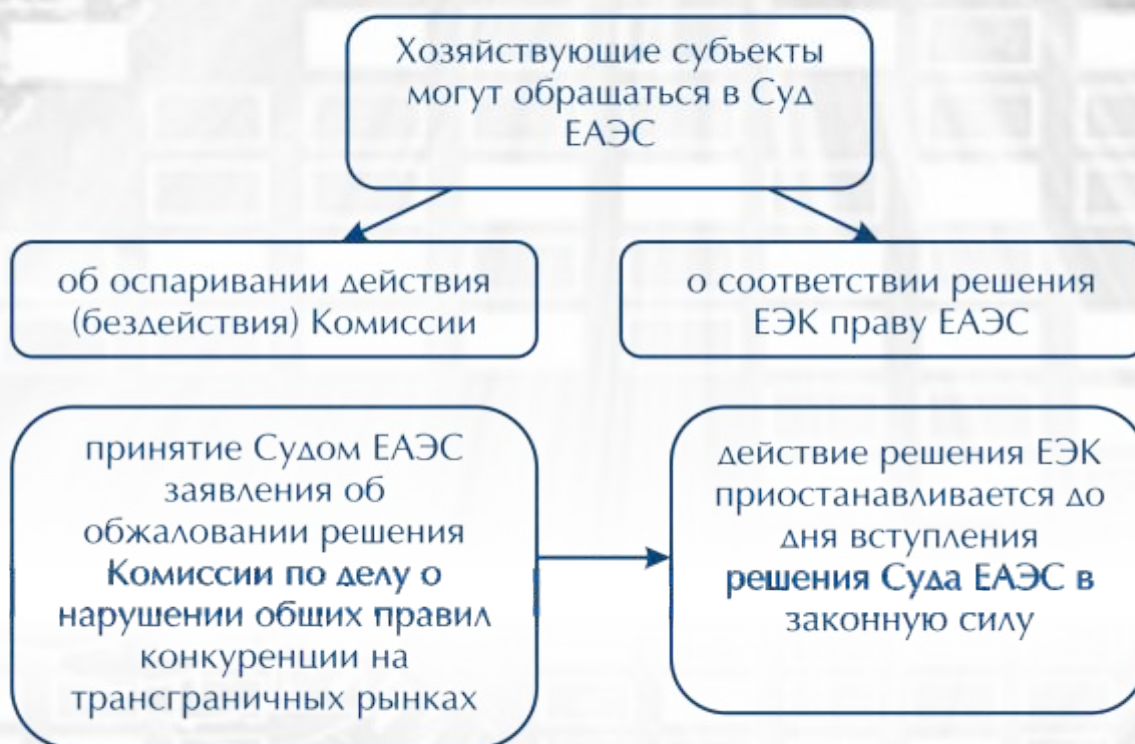 Хозяйствующие субъекты
могут обращаться в Суд
ЕАЭС
об оспаривании действия
(бездействия) Комиссии
о соответствии решения
ЕЭК праву ЕАЭС
принятие Судом ЕАЭС
заявления об
обжаловании решения
Комиссии по делу о
нарушении общих правил
конкуренции на
трансграничных рынках
действие решения ЕЭК
приостанавливается до
дня вступления
решения Суда ЕАЭС в
законную силу